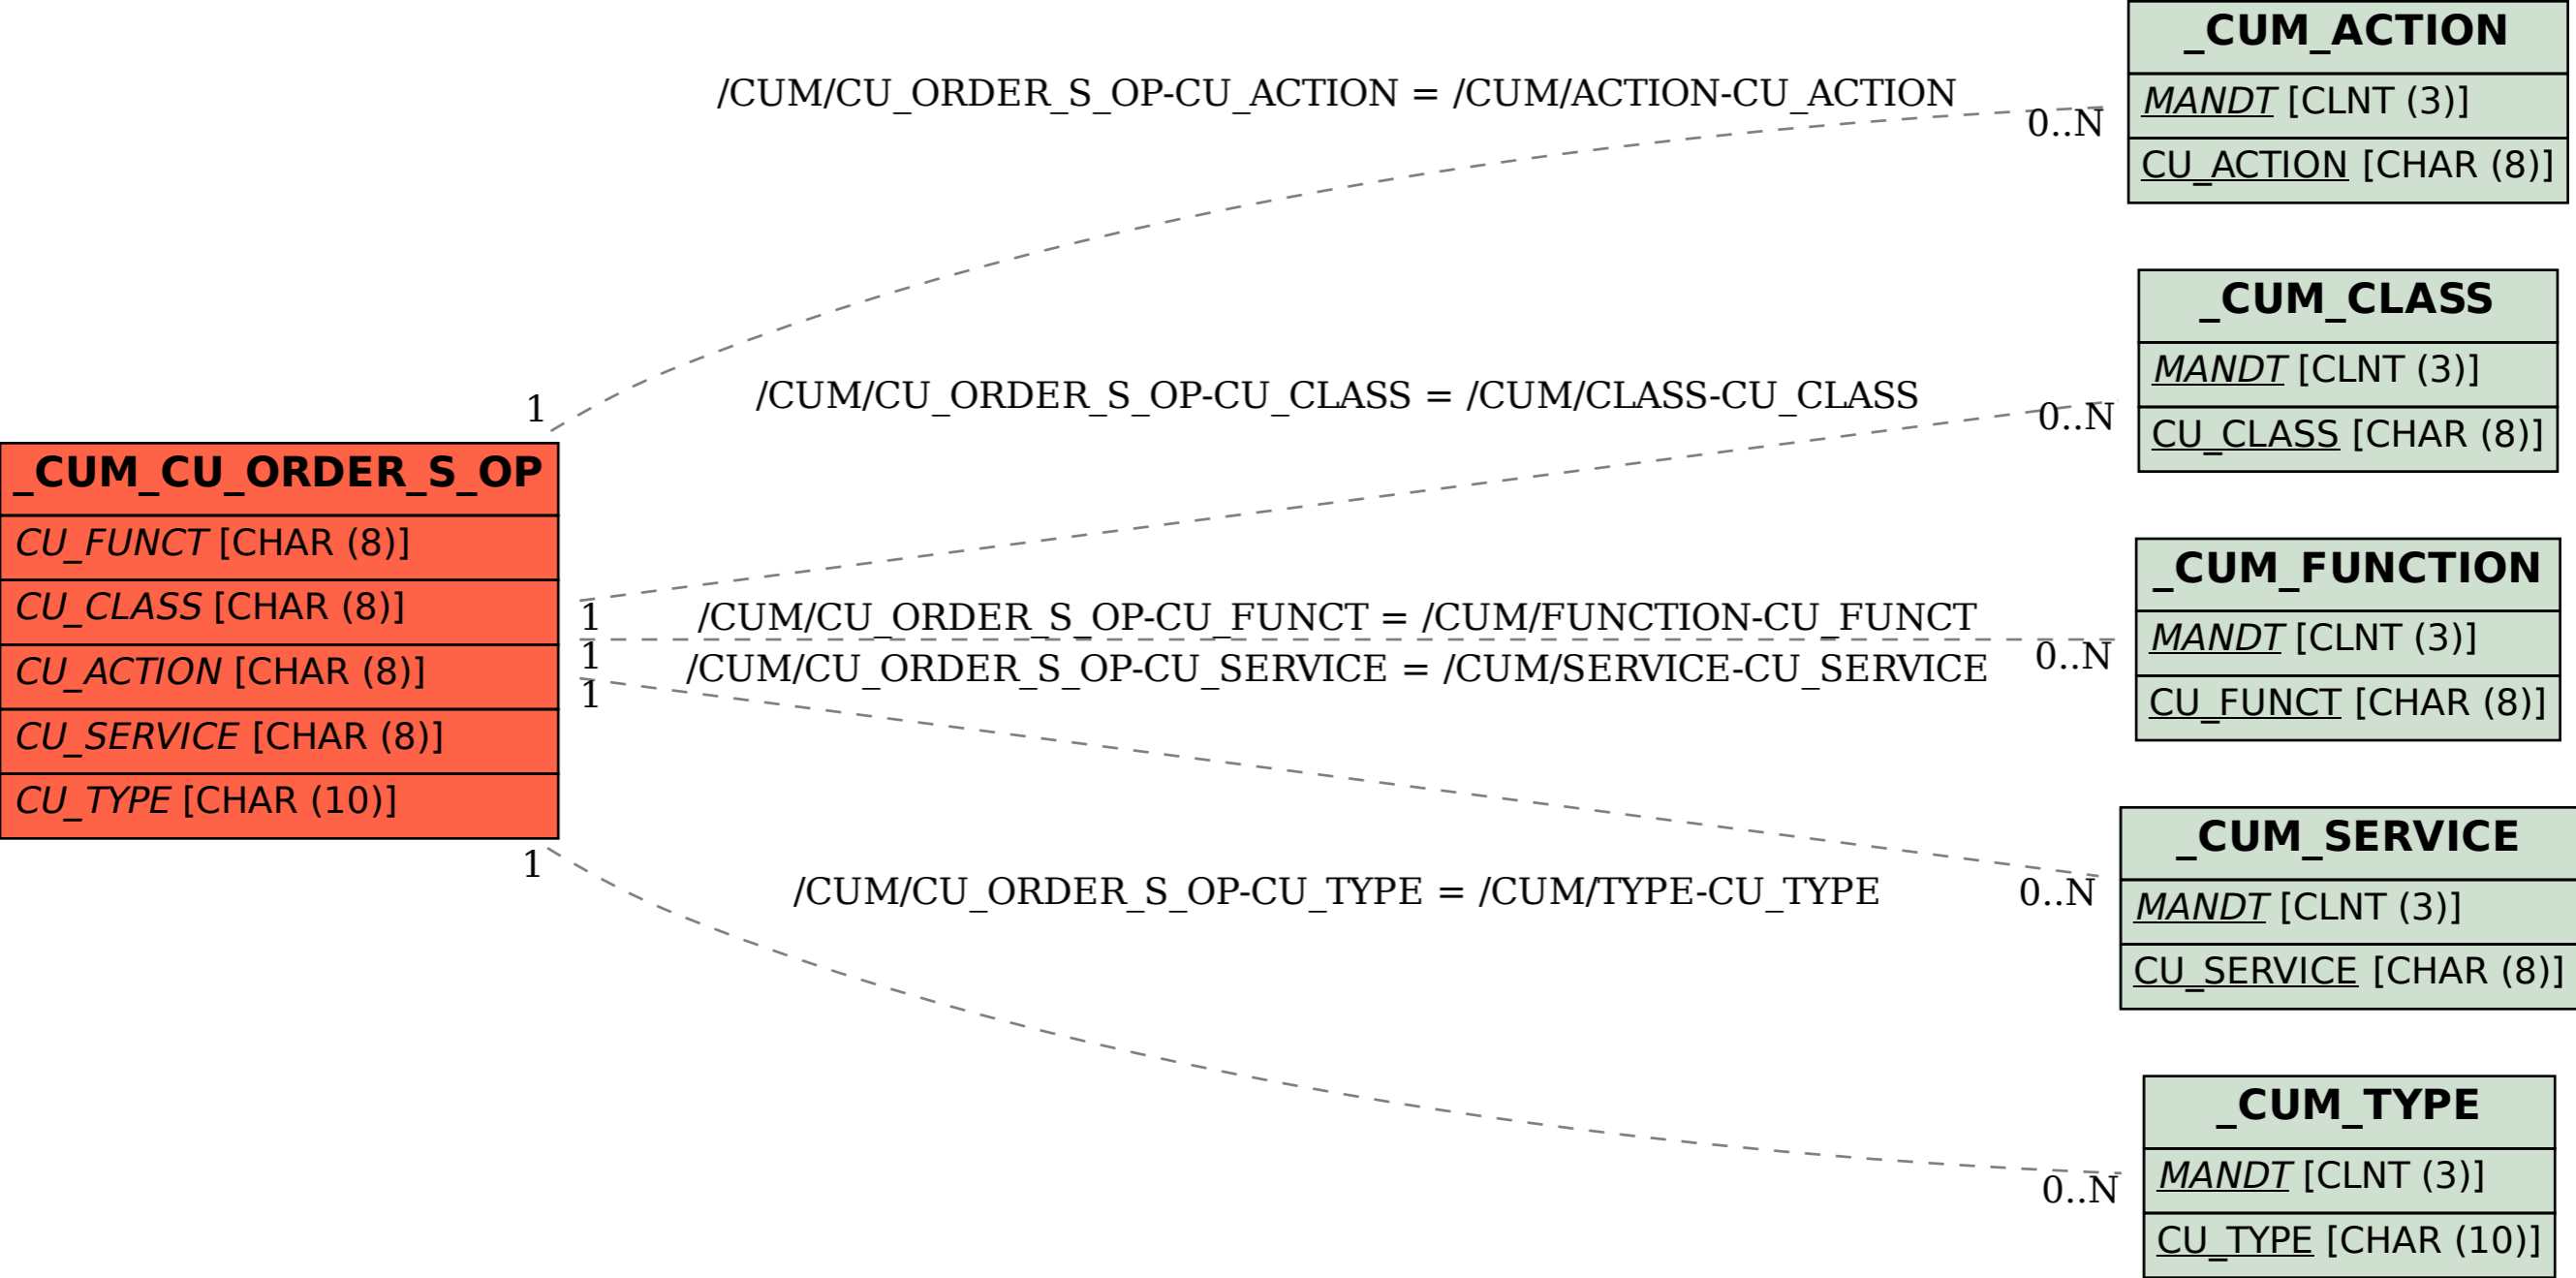 _CUM_CU_ORDER_S_OP
CU_FUNCT [CHAR (8)]
CU_CLASS [CHAR (8)]
CU_ACTION [CHAR (8)]
CU_SERVICE [CHAR (8)]
CU_TYPE [CHAR (10)]
/CUM/CU_ORDER_S_OP-CU_ACTION = /CUM/ACTION-CU_ACTION
0..N
1
/CUM/CU_ORDER_S_OP-CU_CLASS = /CUM/CLASS-CU_CLASS
0..N
1
/CUM/CU_ORDER_S_OP-CU_FUNCT = /CUM/FUNCTION-CU_FUNCT
0..N
1
/CUM/CU_ORDER_S_OP-CU_SERVICE = /CUM/SERVICE-CU_SERVICE
0..N
1
/CUM/CU_ORDER_S_OP-CU_TYPE = /CUM/TYPE-CU_TYPE
0..N
1
_CUM_ACTION
MANDT [CLNT (3)]
CU_ACTION [CHAR (8)]
_CUM_CLASS
MANDT [CLNT (3)]
CU_CLASS [CHAR (8)]
_CUM_FUNCTION
MANDT [CLNT (3)]
CU_FUNCT [CHAR (8)]
_CUM_SERVICE
MANDT [CLNT (3)]
CU_SERVICE [CHAR (8)]
_CUM_TYPE
MANDT [CLNT (3)]
CU_TYPE [CHAR (10)]